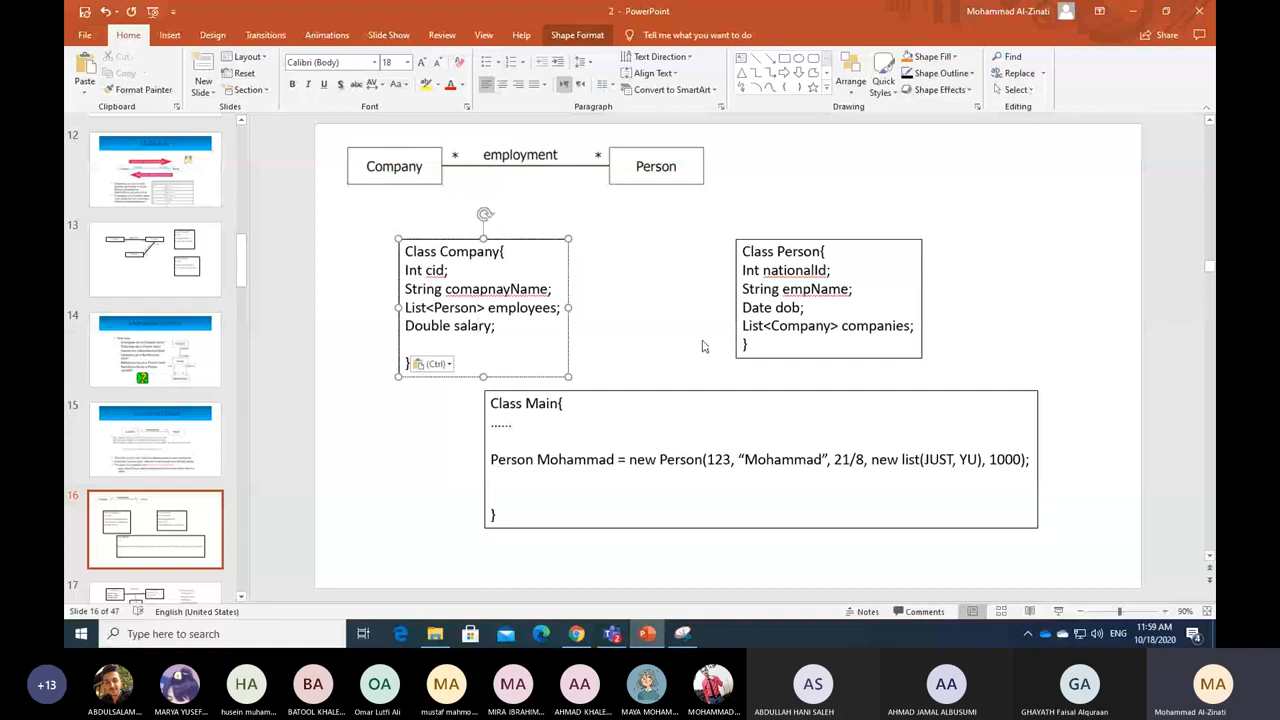 2 - PowerPoint
Mohammad Al-Zinati
File Home Insert Design Transitions Animations Slide Show Review View Help Shape Format Tell me what you want to do Share
Paste Cut Copy Format Painter
Clipboard
New Slide Layout Reset Section
Slides
Calibri (Body) 18
Font
Text Direction Align Text Convert to SmartArt
Paragraph
Arrange Quick Styles Shape Fill Shape Outline Shape Effects
Drawing
Find Replace Select
Editing
12
13
14
15
16
17
Company * employment * Person
Class Company{
Int cid;
String comapnayName;
List<Person> employees;
Double salary;
}
(Ctrl)
Class Person{
Int nationalId;
String empName;
Date dob;
List<Company> companies;
}
Class Main{
......
Person Mohammad = new Person(123, “Mohammad”, 21/3, new list(JUST, YU), 1000);
}
Slide 16 of 47 English (United States) Notes Comments 90%
Type here to search
ENG
11:59 AM
10/18/2020
4
+13 HA BA OA MA MA AA AS AA GA MA
ABDULSALAM... MARYA YUSEF... husein muham... BATOOL KHALE... Omar Lutfi Ali mustaf mahmo... MIRA IBRAHIM... AHMAD KHALE... MAYA MOHAM... MOHAMMAD... ABDULLAH HANI SALEH AHMAD JAMAL ALBUSUMI GHAYATH Faisal Alquraan Mohammad Al-Zinati